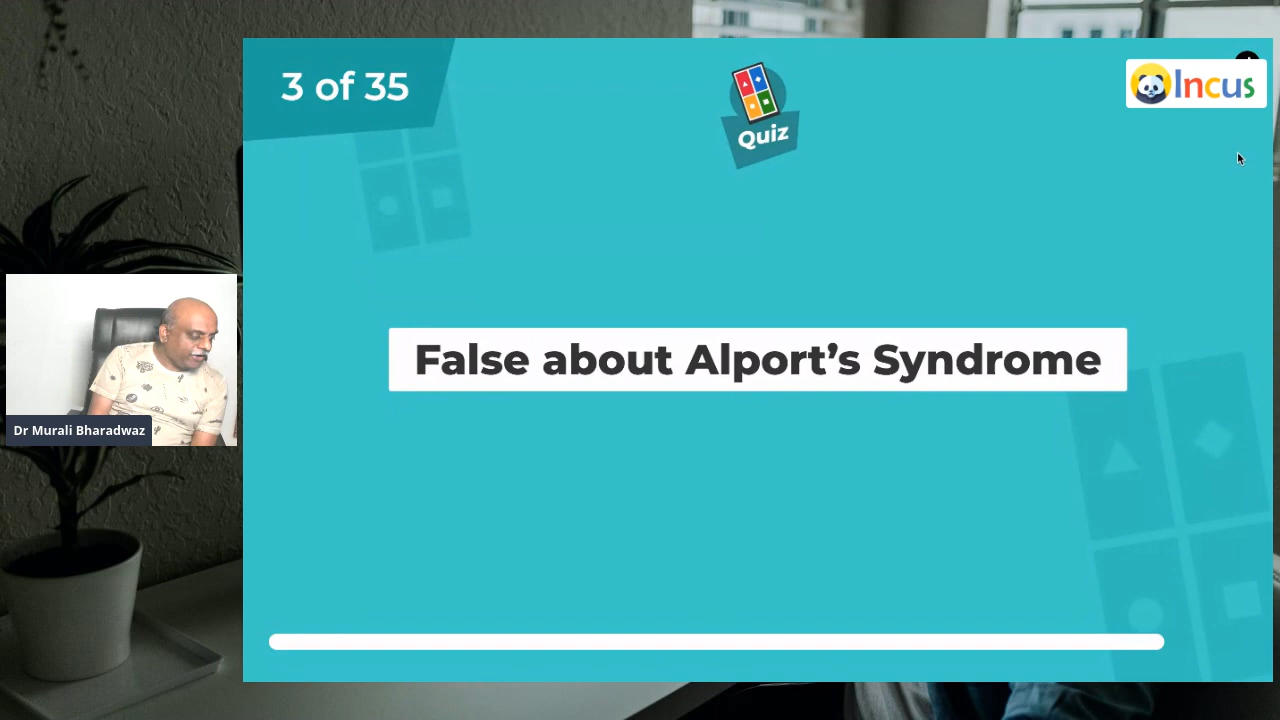 3 of 35
Quiz
Incus
False about Alport’s Syndrome
Dr Murali Bharadwaz